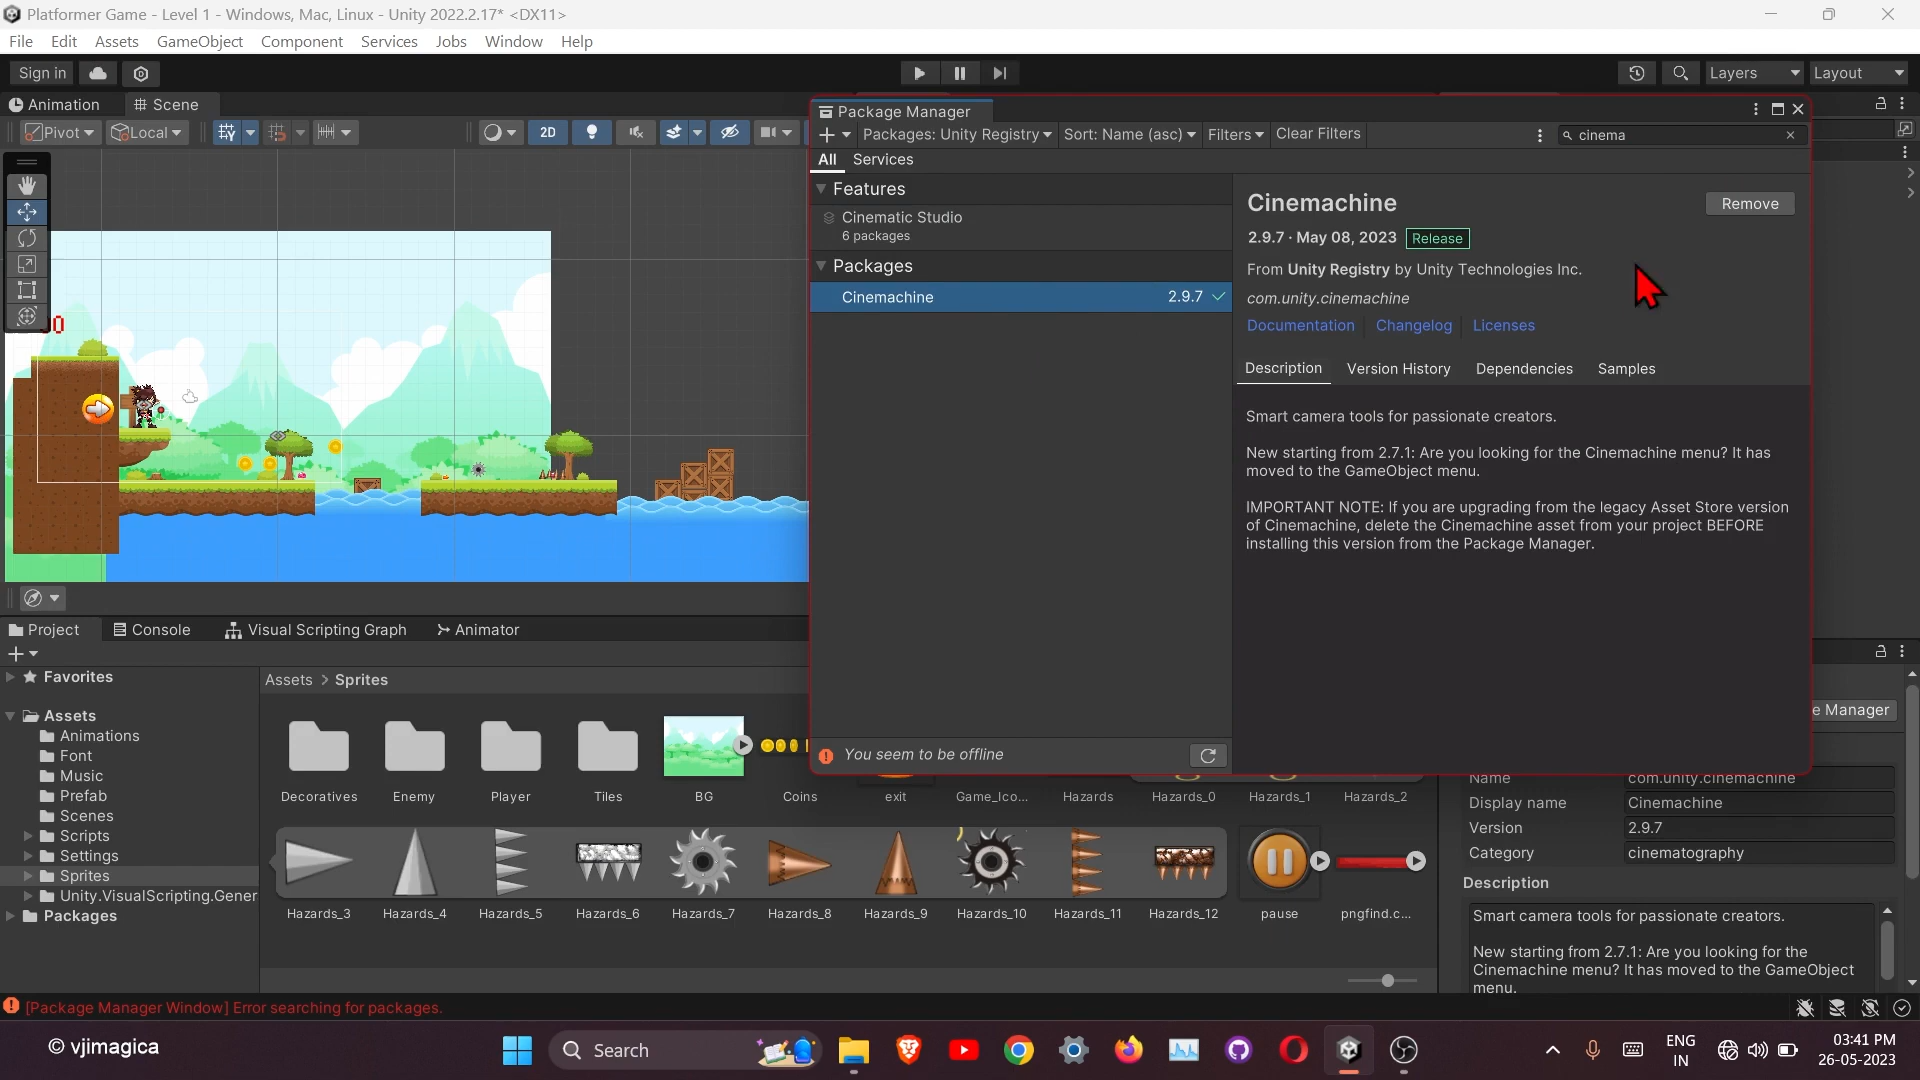 Platformer Game - Level 1 - Windows, Mac, Linux - Unity 2022.2.17* <DX11>
File Edit Assets GameObject Component Services Jobs Window Help
Sign in Layers Layout
Animation Scene
Pivot Local 2D
Package Manager
Packages: Unity Registry Sort: Name (asc) Filters Clear Filters cinema
All Services
Features
Cinematic Studio
6 packages
Packages
Cinemachine 2.9.7
You seem to be offline
Cinemachine Remove
2.9.7 · May 08, 2023 Release
From Unity Registry by Unity Technologies Inc.
com.unity.cinemachine
Documentation Changelog Licenses
Description Version History Dependencies Samples
Smart camera tools for passionate creators.
New starting from 2.7.1: Are you looking for the Cinemachine menu? It has
moved to the GameObject menu.
IMPORTANT NOTE: If you are upgrading from the legacy Asset Store version
of Cinemachine, delete the Cinemachine asset from your project BEFORE
installing this version from the Package Manager.
Project Console Visual Scripting Graph Animator
Favorites
Assets
Animations
Font
Music
Prefab
Scenes
Scripts
Settings
Sprites
Unity.VisualScripting.Gener
Packages
Assets > Sprites
Decoratives Enemy Player Tiles BG Coins exit Game_Ico... Hazards Hazards_0 Hazards_1 Hazards_2
Hazards_3 Hazards_4 Hazards_5 Hazards_6 Hazards_7 Hazards_8 Hazards_9 Hazards_10 Hazards_11 Hazards_12 pause pngfind.c...
e Manager
Name com.unity.cinemachine
Display name Cinemachine
Version 2.9.7
Category cinematography
Description
Smart camera tools for passionate creators.
New starting from 2.7.1: Are you looking for the
Cinemachine menu? It has moved to the GameObject
menu.
[Package Manager Window] Error searching for packages.
© vjimagica
Search
ENG
IN
03:41 PM
26-05-2023